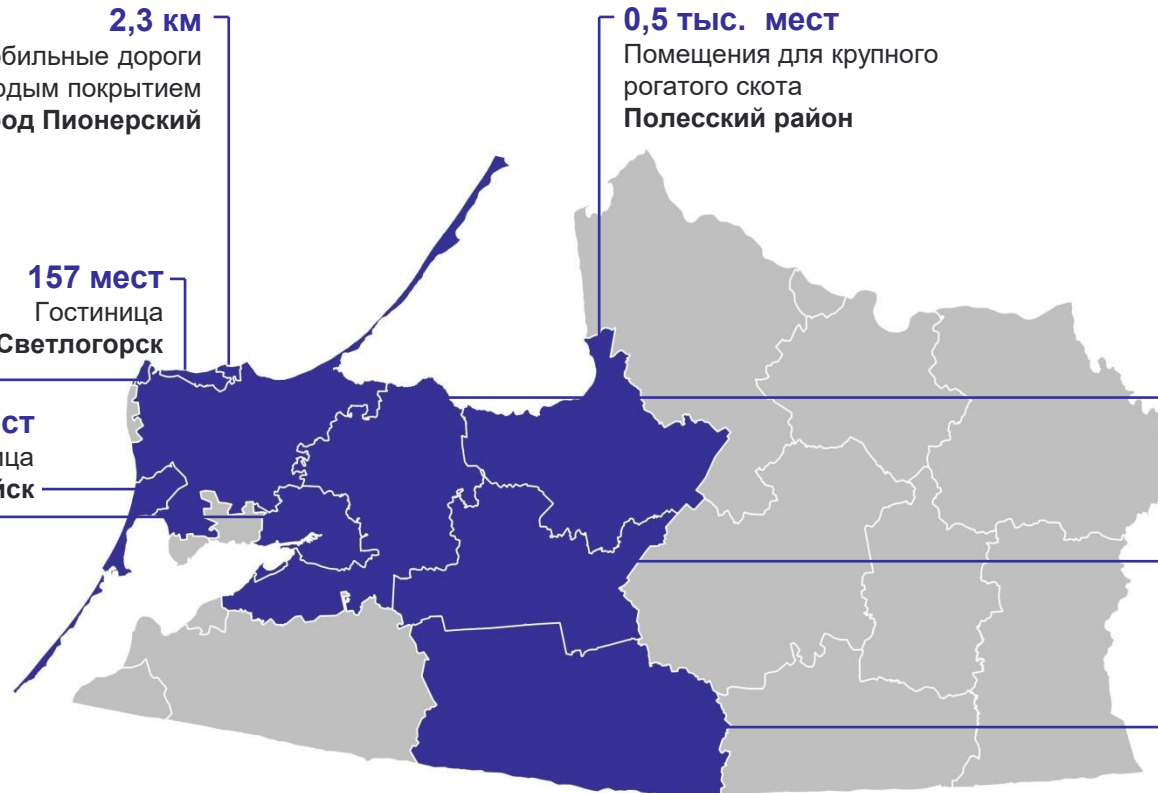 2,3 км
обильные дороги
одым покрытием
од Пионерский
0,5 тыс. мест
Помещения для крупного
рогатого скота
Полесский район
157 мест
Гостиница
Светлогорск
ст
ица
йск